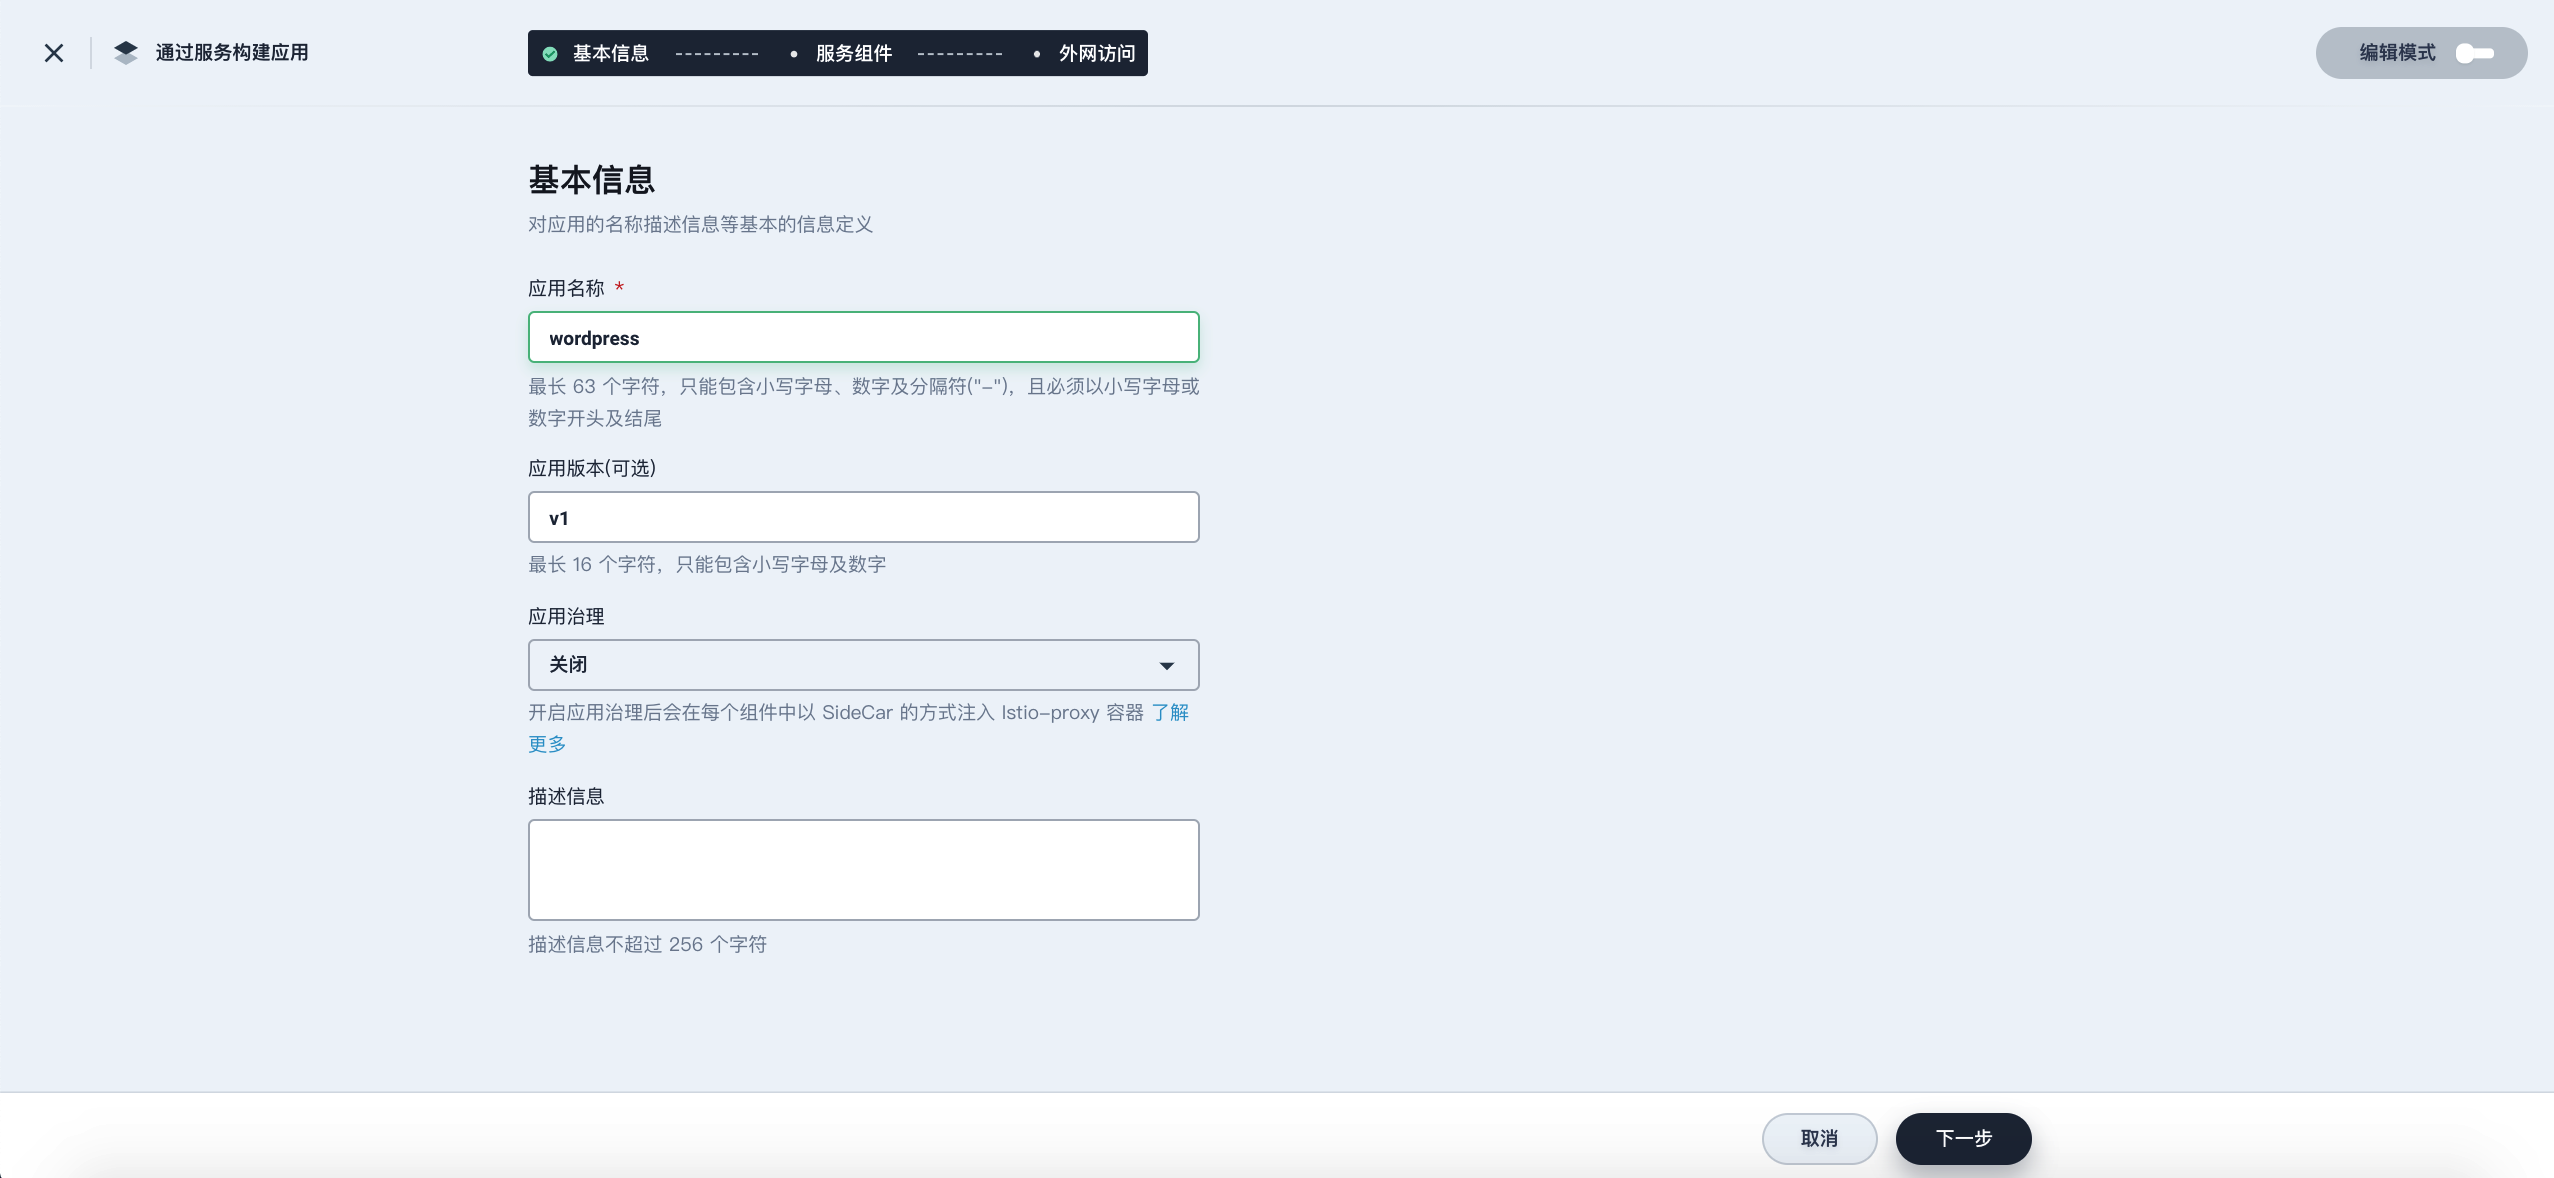 通过服务构建应用
基本信息
服务组件
外网访问
编辑模式
基本信息
对应用的名称描述信息等基本的信息定义
应用名称 *
wordpress
最长 63 个字符，只能包含小写字母、数字及分隔符("-")，且必须以小写字母或
数字开头及结尾
应用版本(可选)
v1
最长 16 个字符，只能包含小写字母及数字
应用治理
关闭
开启应用治理后会在每个组件中以 SideCar 的方式注入 Istio-proxy 容器 了解
更多
描述信息
描述信息不超过 256 个字符
取消
下一步